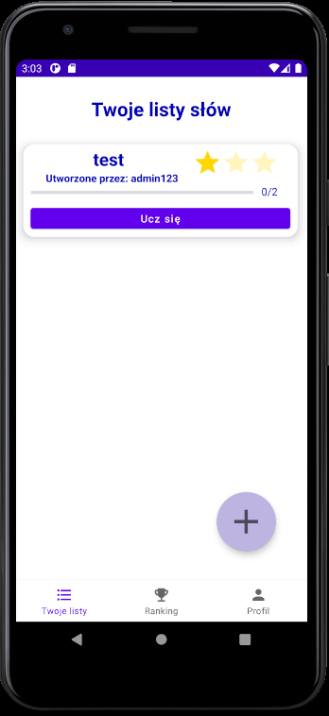 3:03
Twoje listy słów
test
Utworzone przez: admin123
0/2
Ucz się
Twoje listy
Ranking
Profil